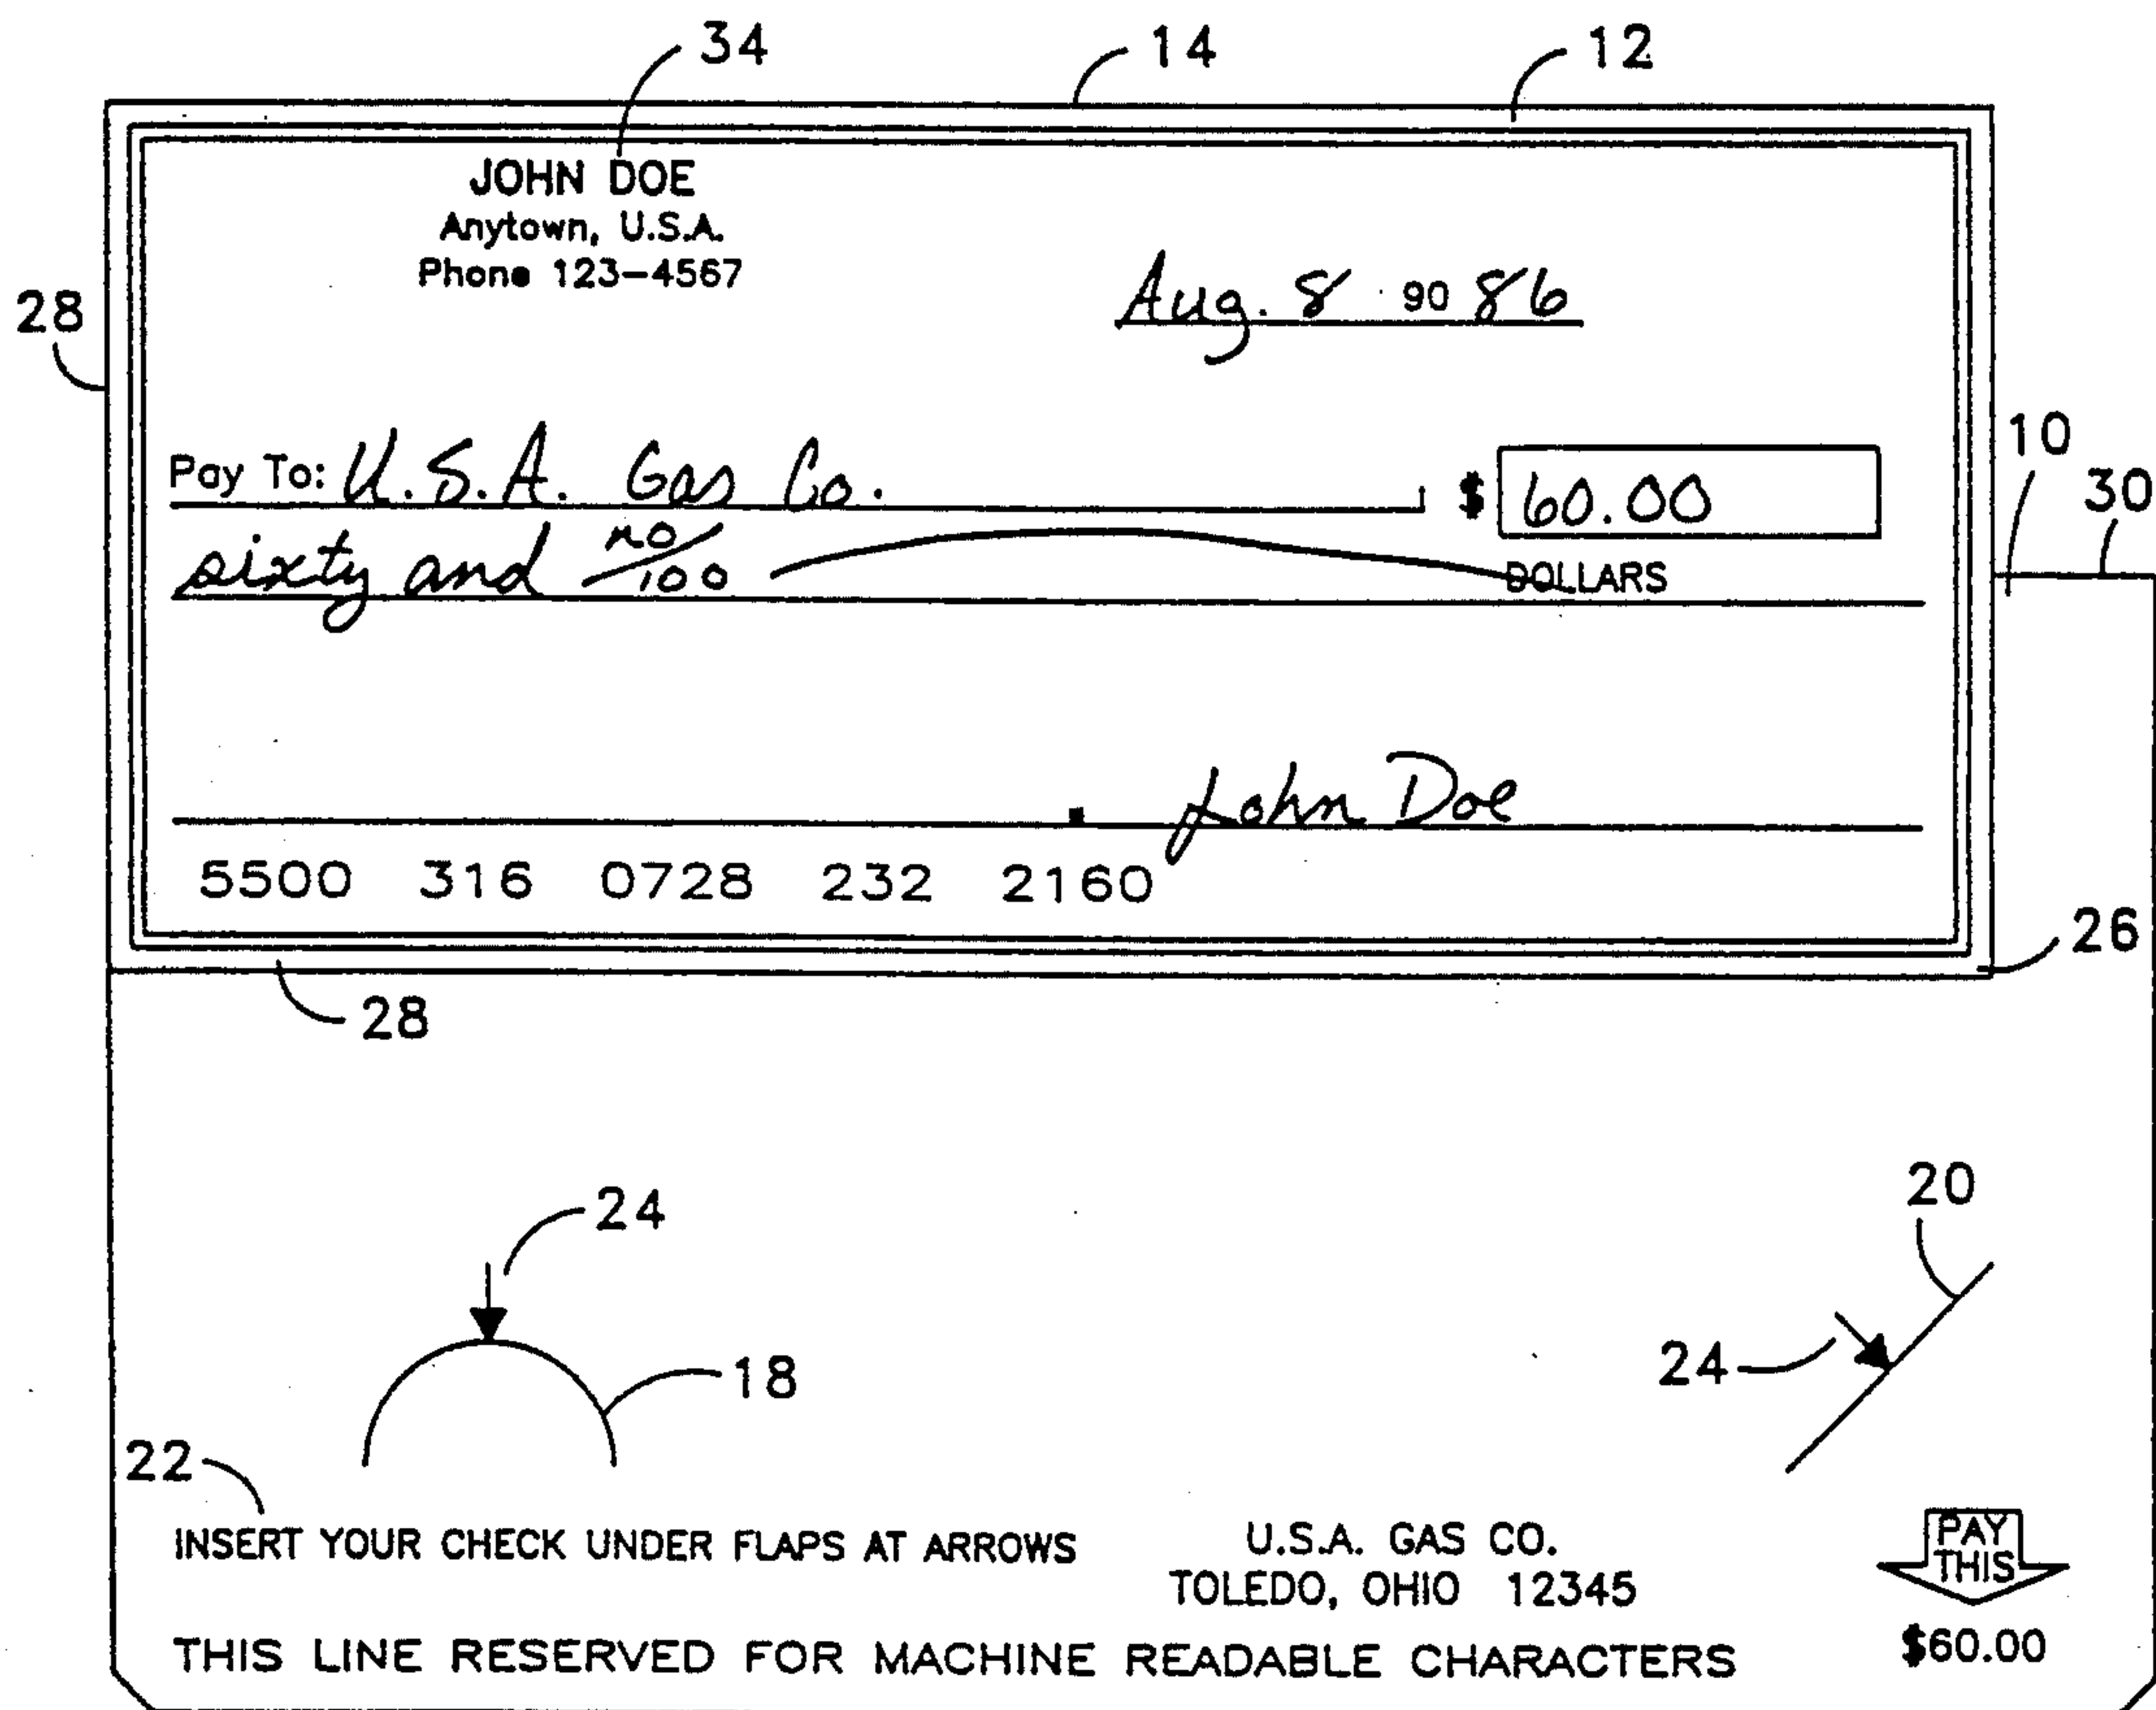 34 14 12
JOHN DOE
Anytown, U.S.A.
Phone 123-4567
28
Aug. 8 90 86
10
30
Pay To: U.S.A. Gas Co. $ 60.00
sixty and no/100 DOLLARS
John Doe
5500 316 0728 232 2160
26
28
24
20
18
24
22
INSERT YOUR CHECK UNDER FLAPS AT ARROWS
U.S.A. GAS CO.
TOLEDO, OHIO 12345
PAY
THIS
$60.00
THIS LINE RESERVED FOR MACHINE READABLE CHARACTERS